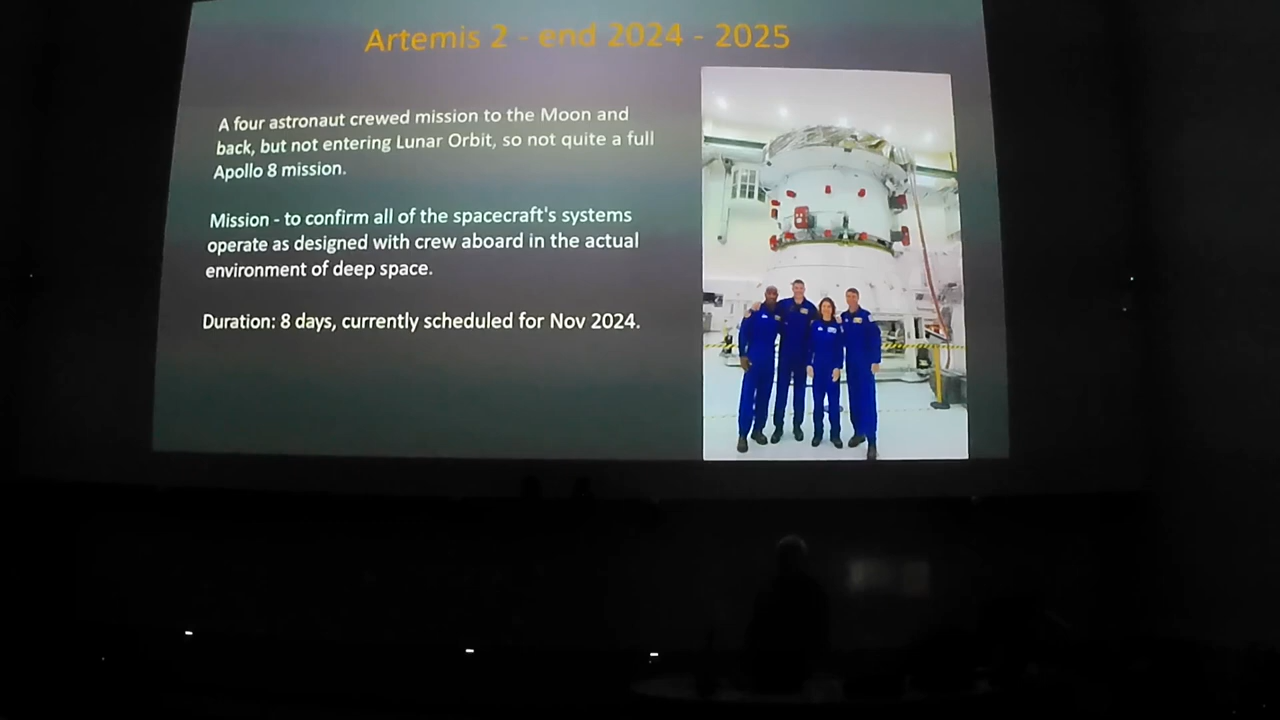 Artemis 2 - end 2024 - 2025
A four astronaut crewed mission to the Moon and
back, but not entering Lunar Orbit, so not quite a full
Apollo 8 mission.
Mission - to confirm all of the spacecraft's systems
operate as designed with crew aboard in the actual
environment of deep space.
Duration: 8 days, currently scheduled for Nov 2024.